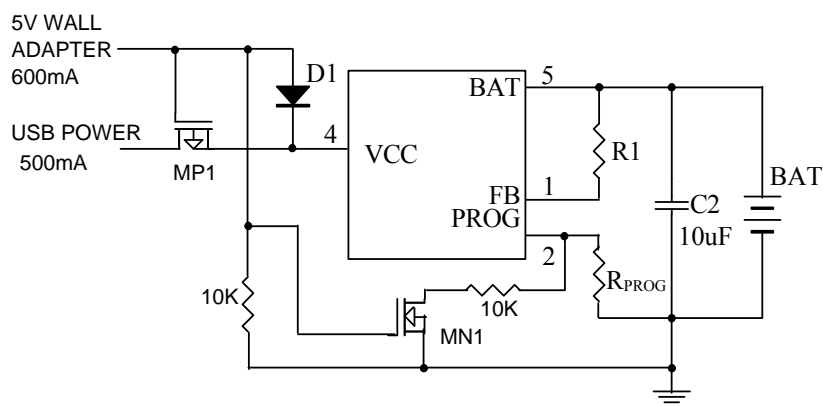 5V WALL
ADAPTER
600mA
D1
5
BAT
USB POWER
500mA
4
VCC
MP1
R1
BAT
1
FB
PROG
C2
10uF
2
RPROG
10K
10K
MN1